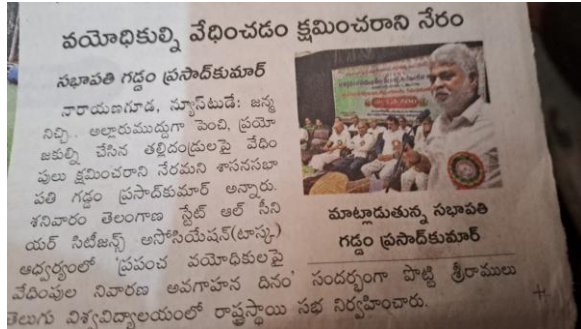 వయోధికుల్ని వేధించడం క్షమించరాని నేరం
సభాపతి గడ్డం ప్రసాద్‌కుమార్
నారాయణగూడ, న్యూస్‌టుడే: జన్మ
నిచ్చి.. అల్లారుముద్దుగా పెంచి, ప్రయో
జకుల్ని చేసిన తల్లిదండ్రులపై వేధిం
పులు క్షమించరాని నేరమని శాసనసభా
పతి గడ్డం ప్రసాద్‌కుమార్ అన్నారు.
శనివారం తెలంగాణ స్టేట్ ఆల్ సీని
యర్ సిటిజన్స్ అసోసియేషన్(టాస్కా)
ఆధ్వర్యంలో ‘ప్రపంచ వయోధికులపై
వేధింపుల నివారణ అవగాహన దినం’ సందర్భంగా పొట్టి శ్రీరాములు
తెలుగు విశ్వవిద్యాలయంలో రాష్ట్రస్థాయి సభ నిర్వహించారు.
మాట్లాడుతున్న సభాపతి
గడ్డం ప్రసాద్‌కుమార్